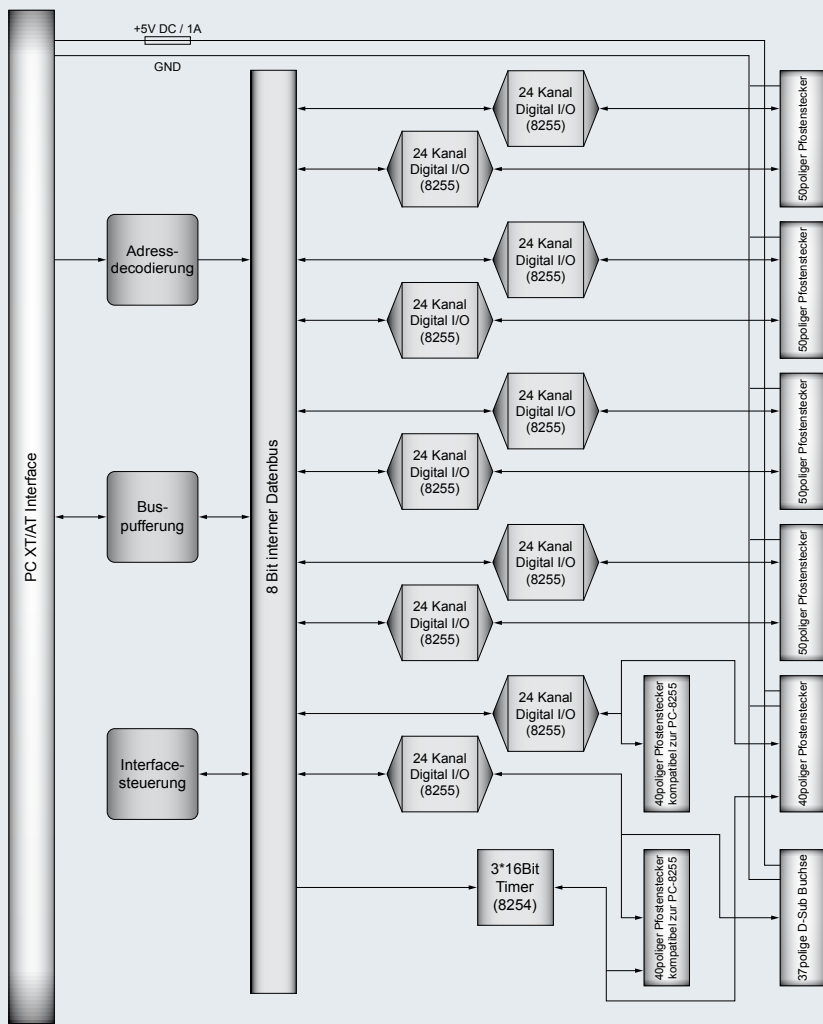 +5V DC / 1A
GND
PC XT/AT Interface
Adress-
decodierung
Bus-
pufferung
Interface-
steuerung
8 Bit interner Datenbus
24 Kanal
Digital I/O
(8255)
24 Kanal
Digital I/O
(8255)
50poliger Pfostenstecker
24 Kanal
Digital I/O
(8255)
24 Kanal
Digital I/O
(8255)
50poliger Pfostenstecker
24 Kanal
Digital I/O
(8255)
24 Kanal
Digital I/O
(8255)
50poliger Pfostenstecker
24 Kanal
Digital I/O
(8255)
24 Kanal
Digital I/O
(8255)
50poliger Pfostenstecker
24 Kanal
Digital I/O
(8255)
24 Kanal
Digital I/O
(8255)
40poliger Pfostenstecker
kompatibel zur PC-8255
40poliger Pfostenstecker
3*16Bit
Timer
(8254)
40poliger Pfostenstecker
kompatibel zur PC-8255
37polige D-Sub Buchse